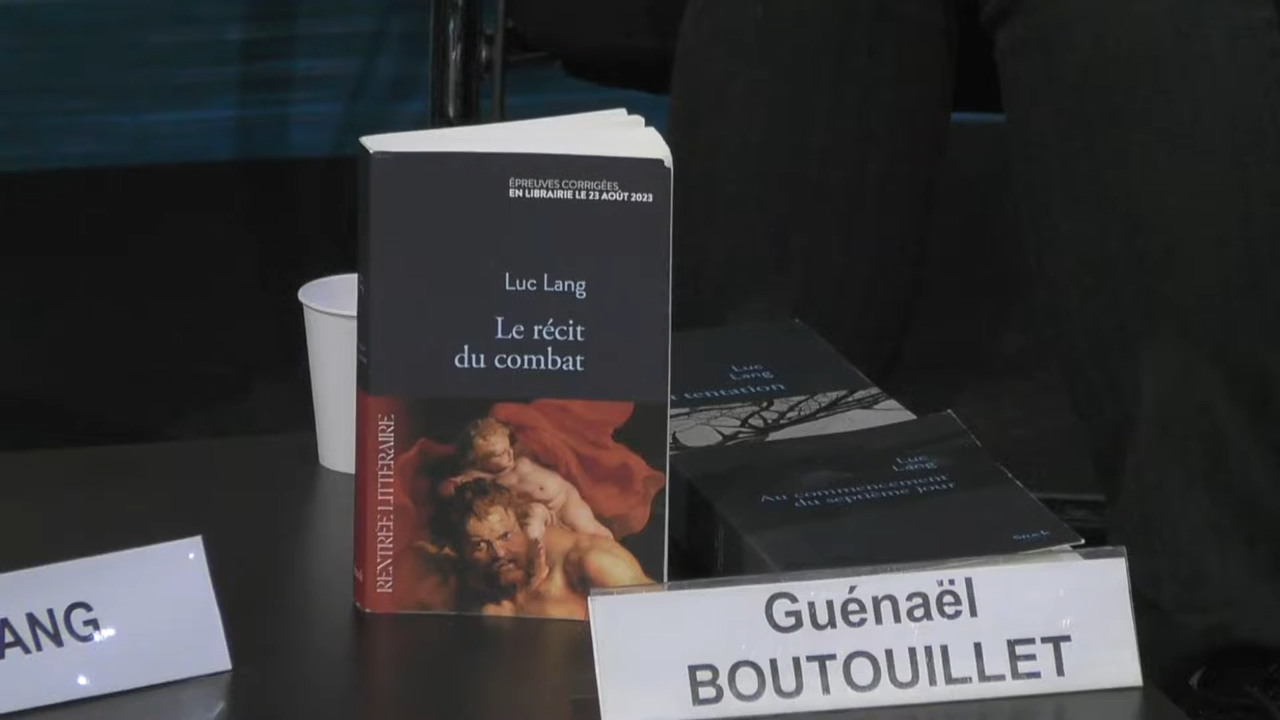 ÉPREUVES CORRIGÉES
EN LIBRAIRIE LE 23 AOÛT 2023
Luc Lang
Le récit
du combat
RENTRÉE LITTÉRAIRE
Luc
Lang
tentation
Luc
Lang
Au commencement
du septième jour
ANG
Guénaël
BOUTOUILLET